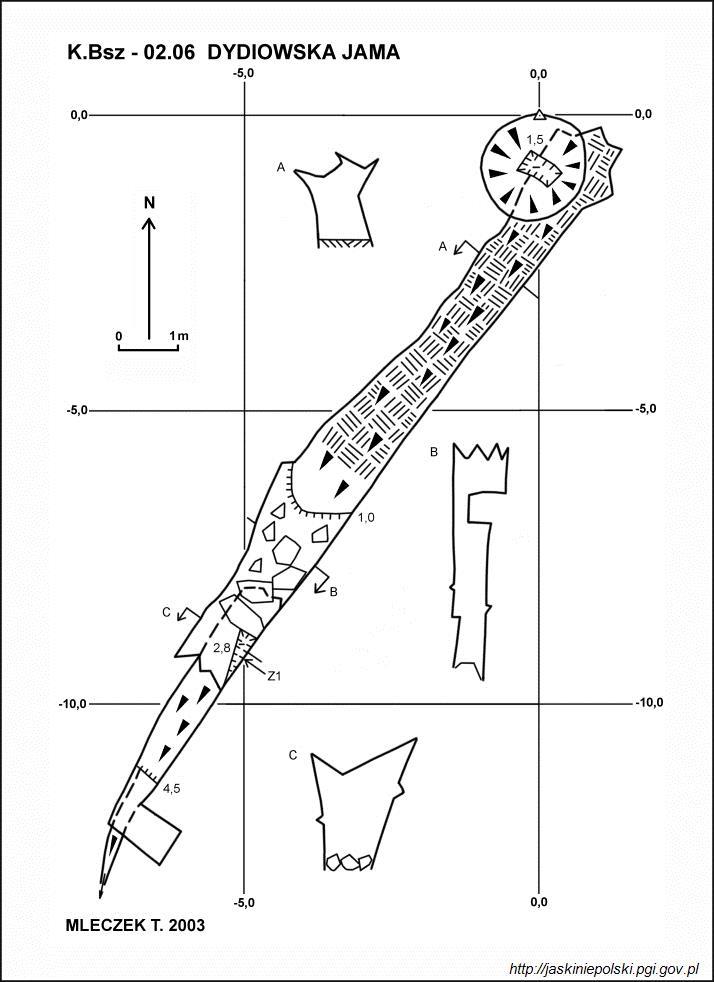 K.Bsz - 02.06 DYDIOWSKA JAMA
-5,0 0,0
0,0 0,0
1,5
A
N
A
0 1m
-5,0 -5,0
B
1,0
B
C
2,8
Z1
-10,0 -10,0
C
4,5
-5,0 0,0
MLECZEK T. 2003
http://jaskiniepolski.pgi.gov.pl